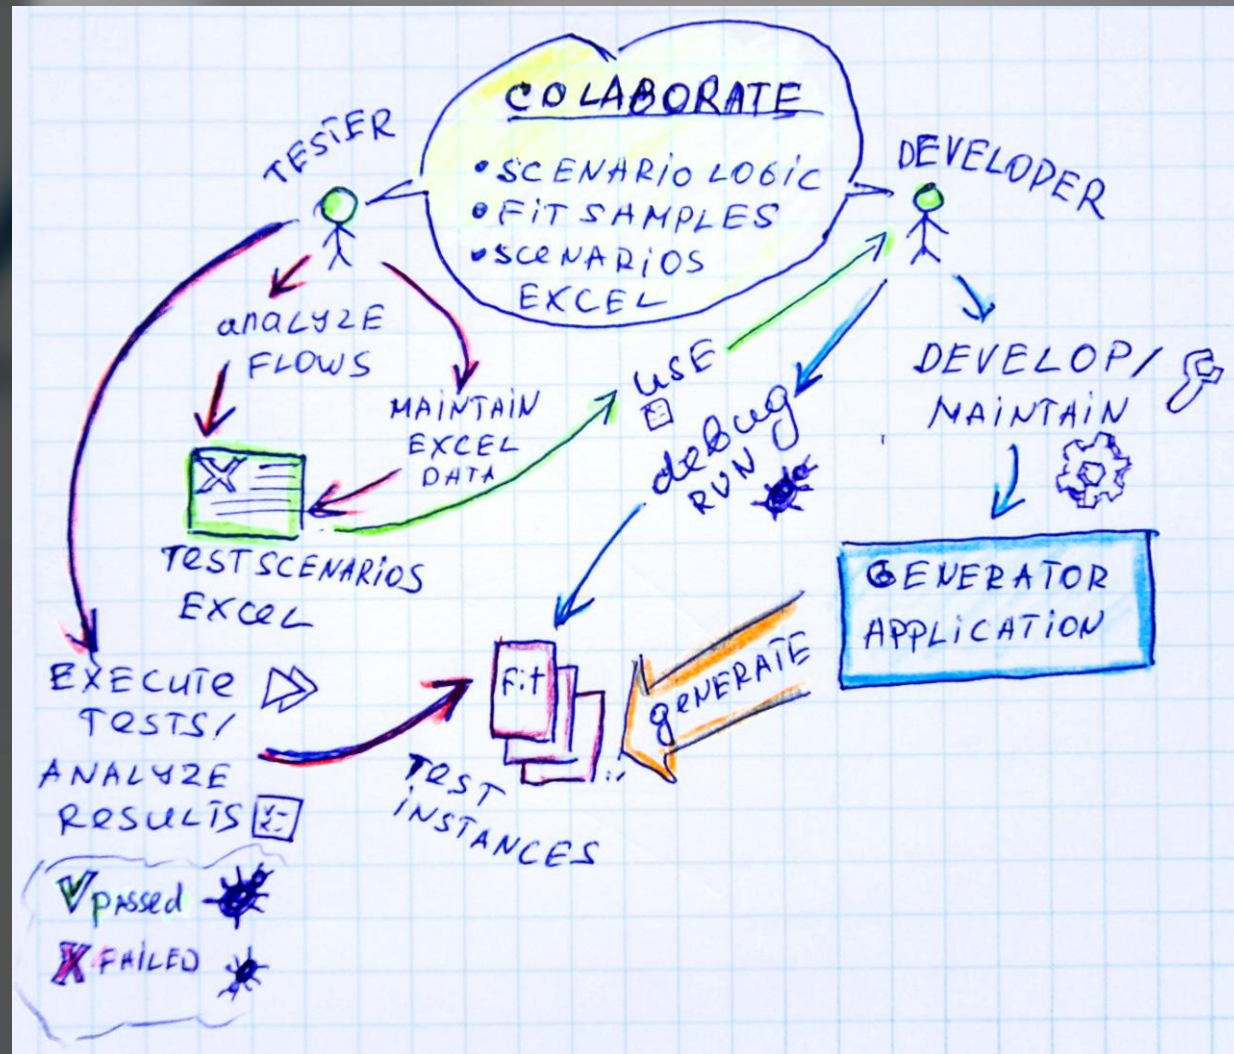 COLABORATE
• SCENARIO LOGIC
• FiT SAMPLES
• SCENARiOS
EXCEL
TESTER
DEVELOPER
anaLYZE
FLOWS
MAiNTAiN
EXCEL
DATA
TeST SCENARiOS
EXCeL
USE
debug
RUN
DEVELOP/
MAiNTAiN
GENERATOR
APPLiCATiON
geNERATE
Fit
TeST
iNSTANCES
EXECUTe
TeSTS/
ANALYZE
ReSULTS
passed
FAiLED